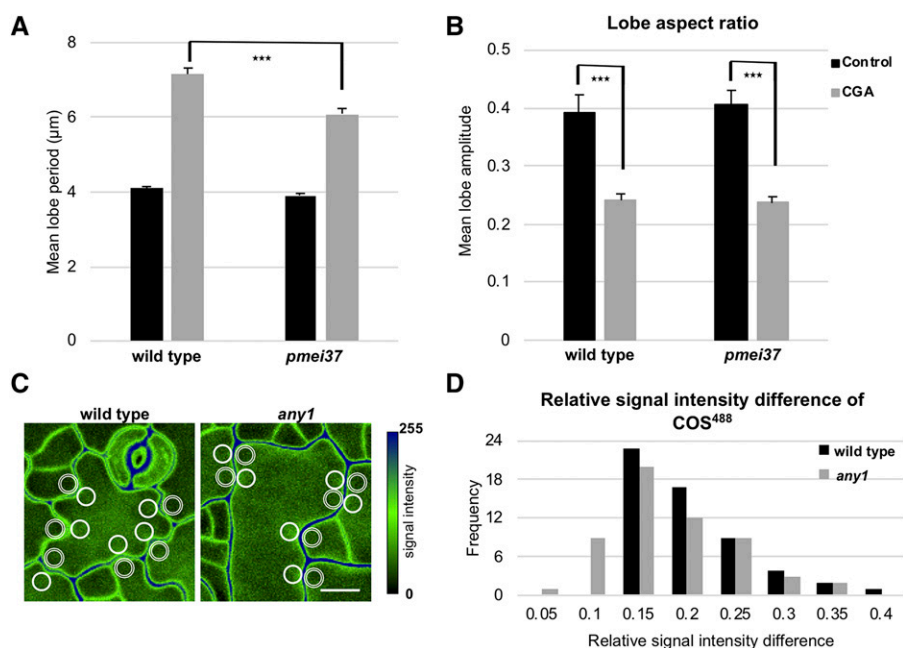 A
8
6
4
2
0
Mean lobe period (µm)
***
wild type
pmei37
B
Lobe aspect ratio
0.5
0.4
0.3
0.2
0.1
0
Mean lobe amplitude
***
***
Control
CGA
wild type
pmei37
C
wild type
any1
255
signal intensity
0
D
Relative signal intensity difference of
COS⁴⁸⁸
24
18
12
6
0
Frequency
wild type
any1
0.05 0.1 0.15 0.2 0.25 0.3 0.35 0.4
Relative signal intensity difference